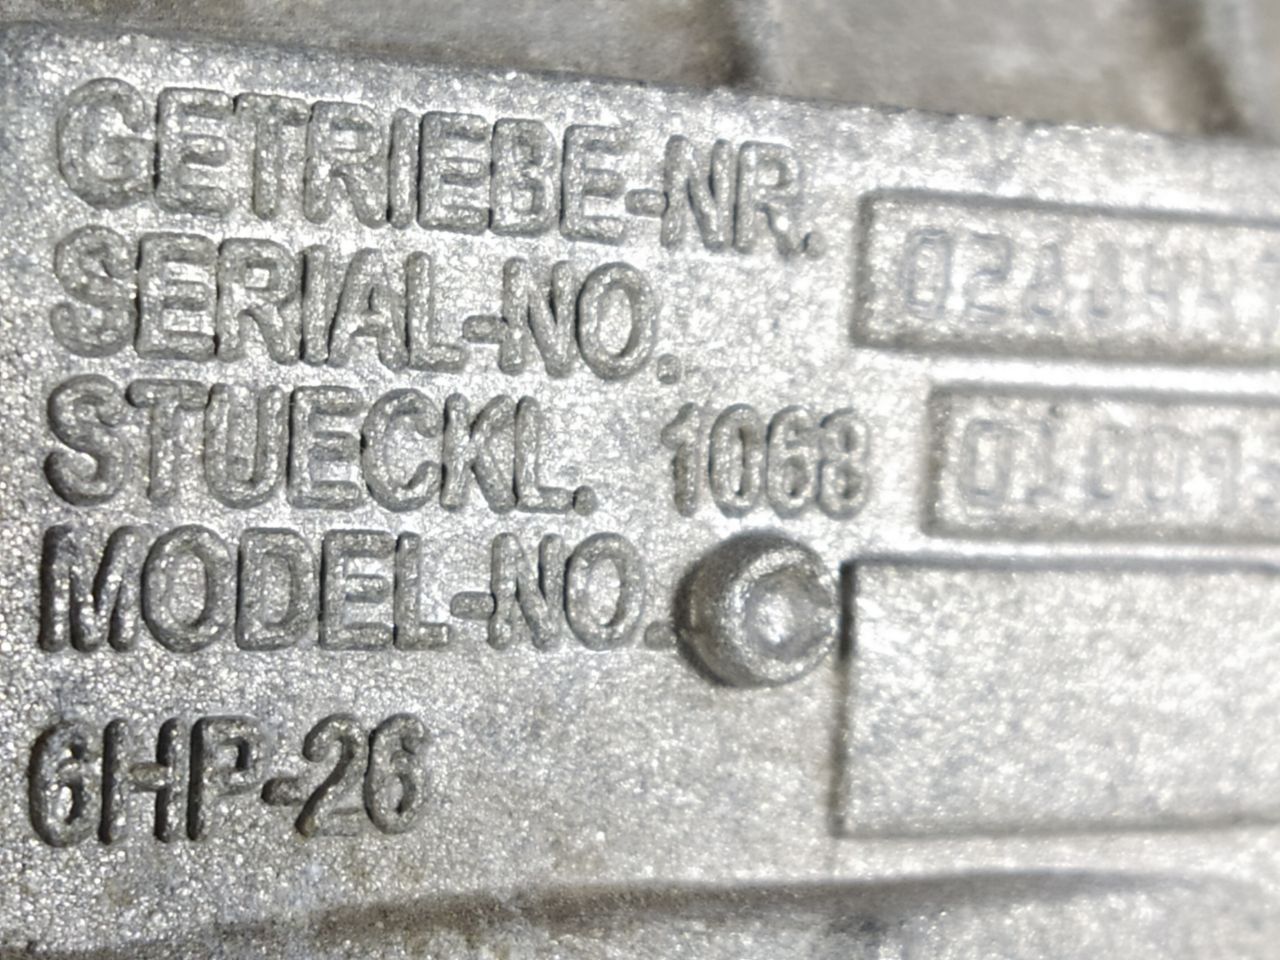 GETRIEBE-NR.
SERIAL-NO.
STUECKL. 1068
MODEL-NO.
6HP-26